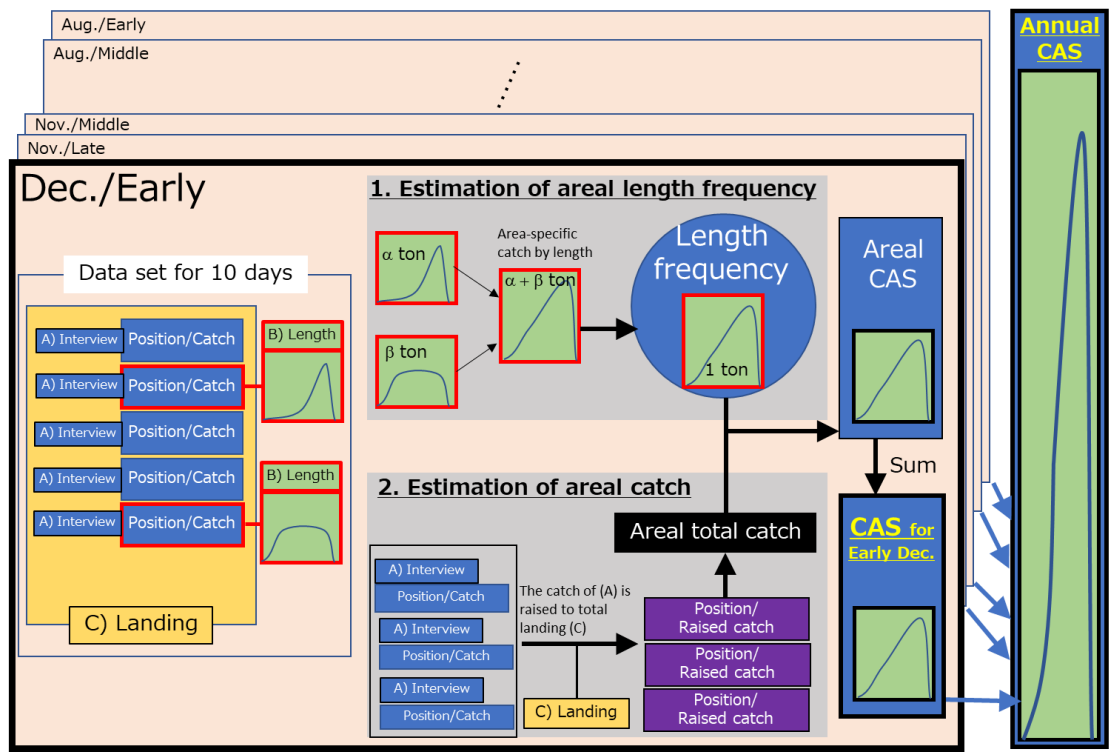 Aug./Early
Aug./Middle
Nov./Middle
Nov./Late
Dec./Early
Data set for 10 days
A) Interview
Position/Catch
B) Length
A) Interview
Position/Catch
A) Interview
Position/Catch
A) Interview
Position/Catch
B) Length
A) Interview
Position/Catch
C) Landing
1. Estimation of areal length frequency
α ton
β ton
Area-specific
catch by length
α + β ton
Length
frequency
1 ton
2. Estimation of areal catch
A) Interview
Position/Catch
A) Interview
Position/Catch
A) Interview
Position/Catch
The catch of (A) is
raised to total
landing (C)
C) Landing
Areal total catch
Position/
Raised catch
Position/
Raised catch
Position/
Raised catch
Areal
CAS
Sum
CAS for
Early Dec.
Annual
CAS